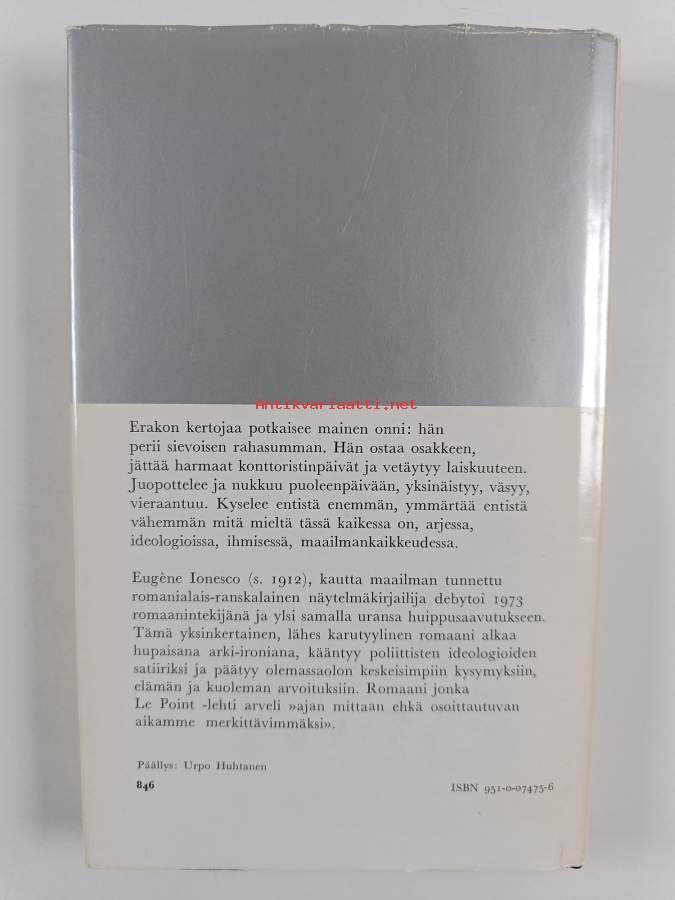 Antikvariaatti.net
Erakon kertojaa potkaisee mainen onni: hän
perii sievoisen rahasumman. Hän ostaa osakkeen,
jättää harmaat konttoristinpäivät ja vetäytyy laiskuuteen.
Juopottelee ja nukkuu puoleenpäivään, yksinäistyy, väsyy,
vieraantuu. Kyselee entistä enemmän, ymmärtää entistä
vähemmän mitä mieltä tässä kaikessa on, arjessa,
ideologioissa, ihmisessä, maailmankaikkeudessa.
Eugène Ionesco (s. 1912), kautta maailman tunnettu
romanialais-ranskalainen näytelmäkirjailija debytoi 1973
romaanintekijänä ja ylsi samalla uransa huippusaavutukseen.
Tämä yksinkertainen, lähes karutyylinen romaani alkaa
hupaisana arki-ironiana, kääntyy poliittisten ideologioiden
satiiriksi ja päätyy olemassaolon keskeisimpiin kysymyksiin,
elämän ja kuoleman arvoituksiin. Romaani jonka
Le Point -lehti arveli »ajan mittaan ehkä osoittautuvan
aikamme merkittävimmäksi».
Päällys: Urpo Huhtanen
846 ISBN 951-0-07475-6